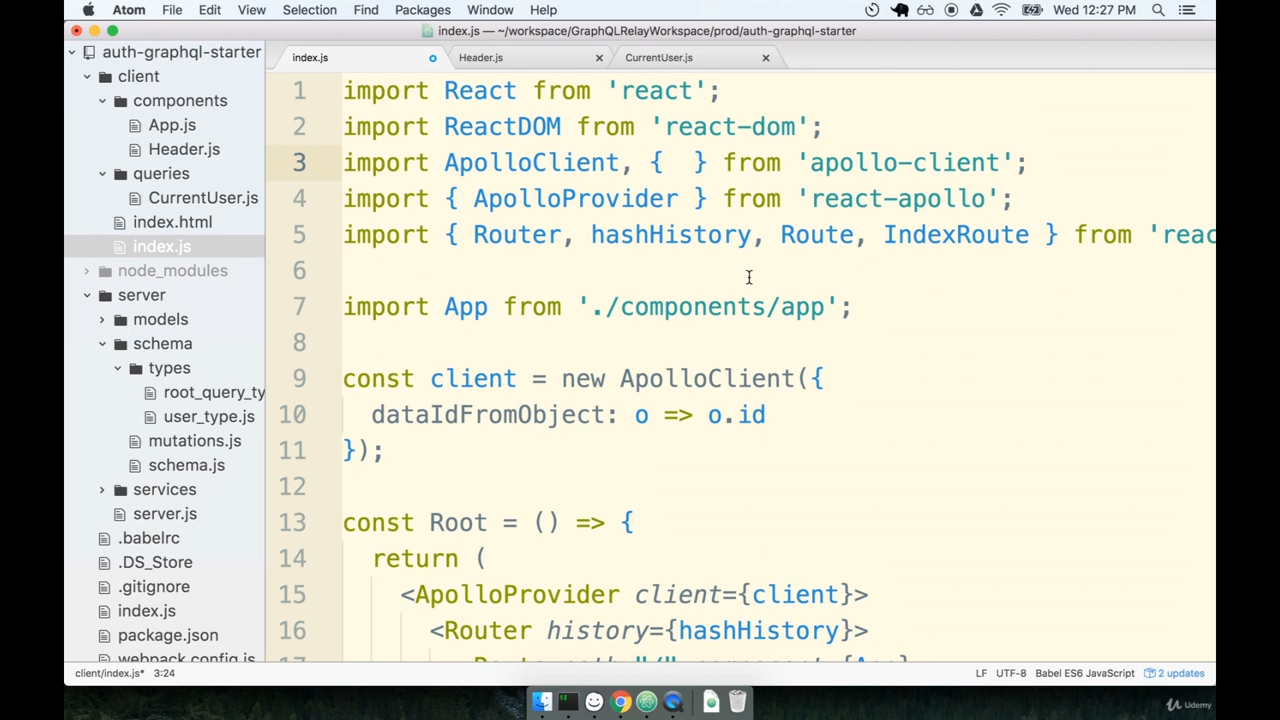 Atom File Edit View Selection Find Packages Window Help Wed 12:27 PM
index.js — ~/workspace/GraphQLRelayWorkspace/prod/auth-graphql-starter
auth-graphql-starter
client
components
App.js
Header.js
queries
CurrentUser.js
index.html
index.js
node_modules
server
models
schema
types
root_query_ty
user_type.js
mutations.js
schema.js
services
server.js
.babelrc
.DS_Store
.gitignore
index.js
package.json
webpack.config.js
index.js Header.js CurrentUser.js
1 import React from 'react';
2 import ReactDOM from 'react-dom';
3 import ApolloClient, { } from 'apollo-client';
4 import { ApolloProvider } from 'react-apollo';
5 import { Router, hashHistory, Route, IndexRoute } from 'reac
6
7 import App from './components/app';
8
9 const client = new ApolloClient({
10 dataIdFromObject: o => o.id
11 });
12
13 const Root = () => {
14 return (
15 <ApolloProvider client={client}>
16 <Router history={hashHistory}>
client/index.js* 3:24 LF UTF-8 Babel ES6 JavaScript 2 updates
Udemy